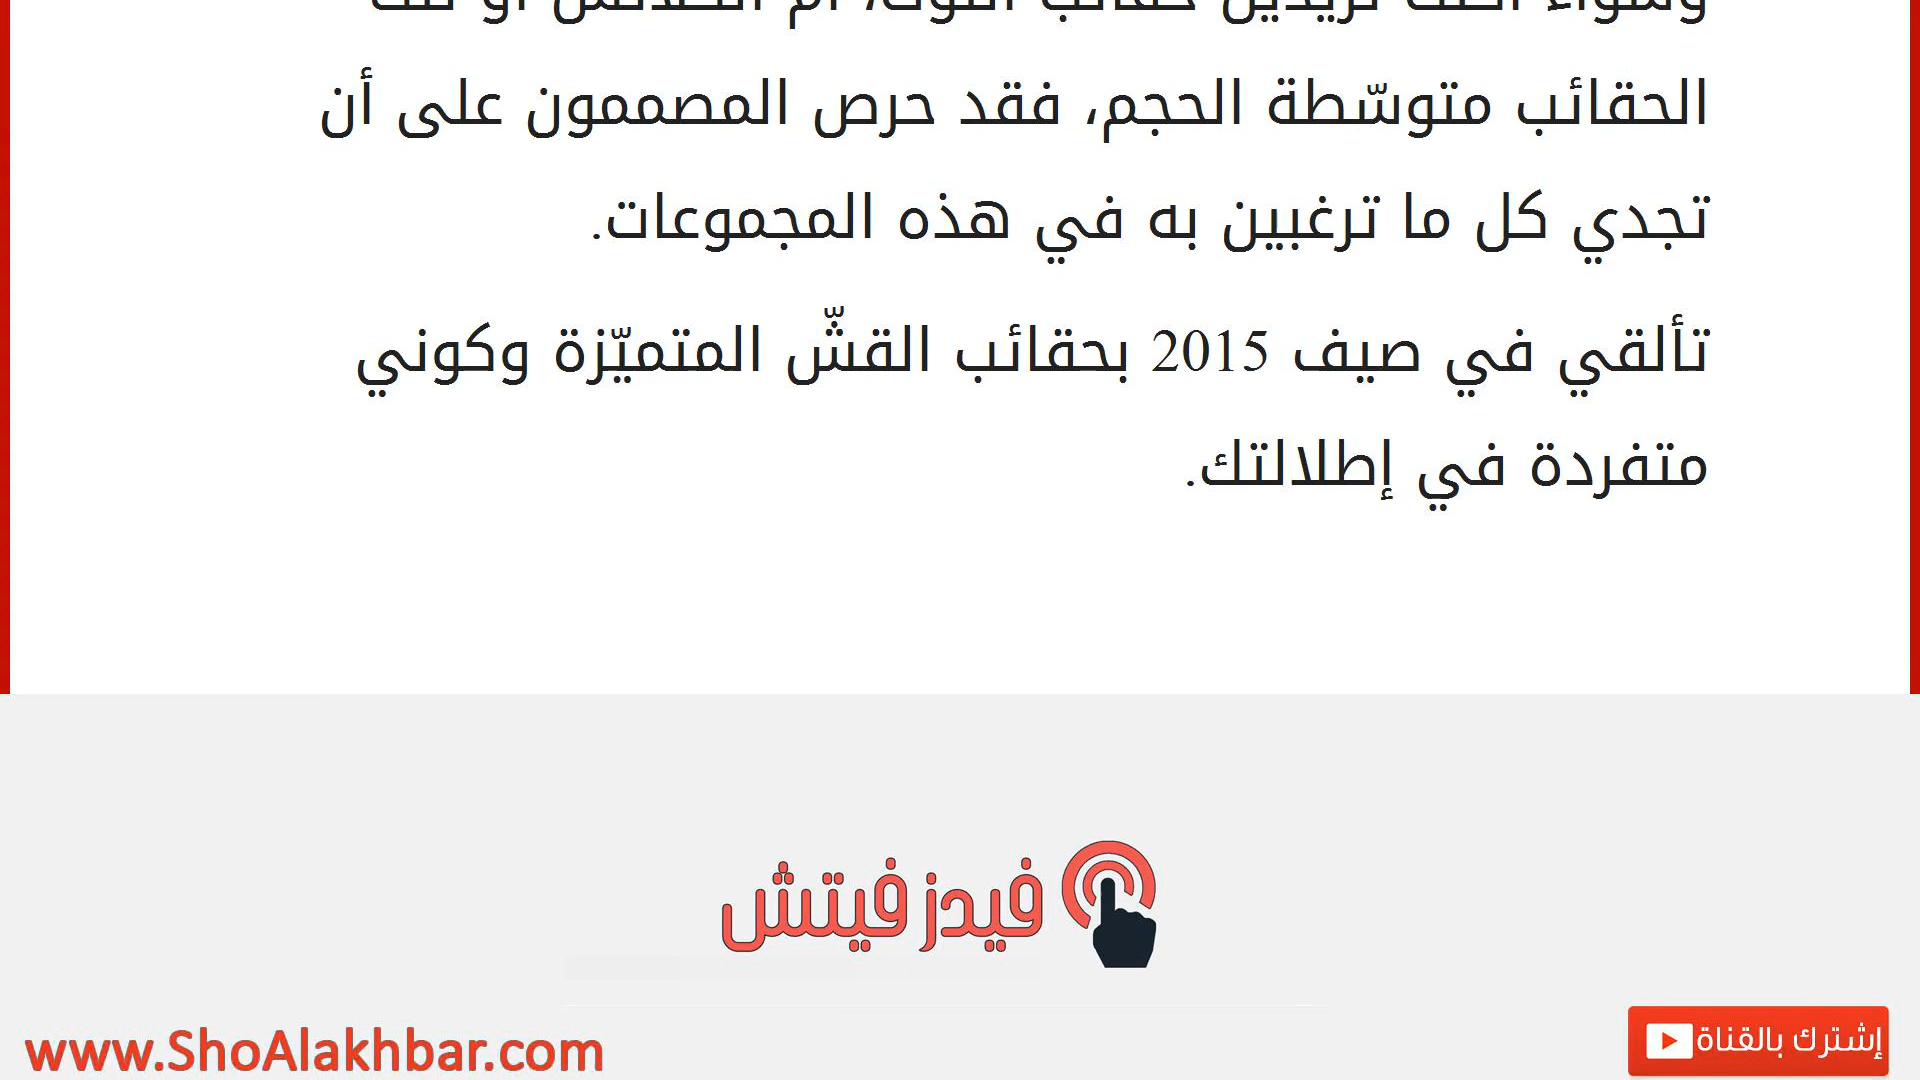 الحقائب متوسّطة الحجم، فقد حرص المصممون على أن
تجدي كل ما ترغبين به في هذه المجموعات.
تألقي في صيف 2015 بحقائب القشّ المتميّزة وكوني
متفردة في إطلالتك.
فيدز فيتش
www.ShoAlakhbar.com
إشترك بالقناة